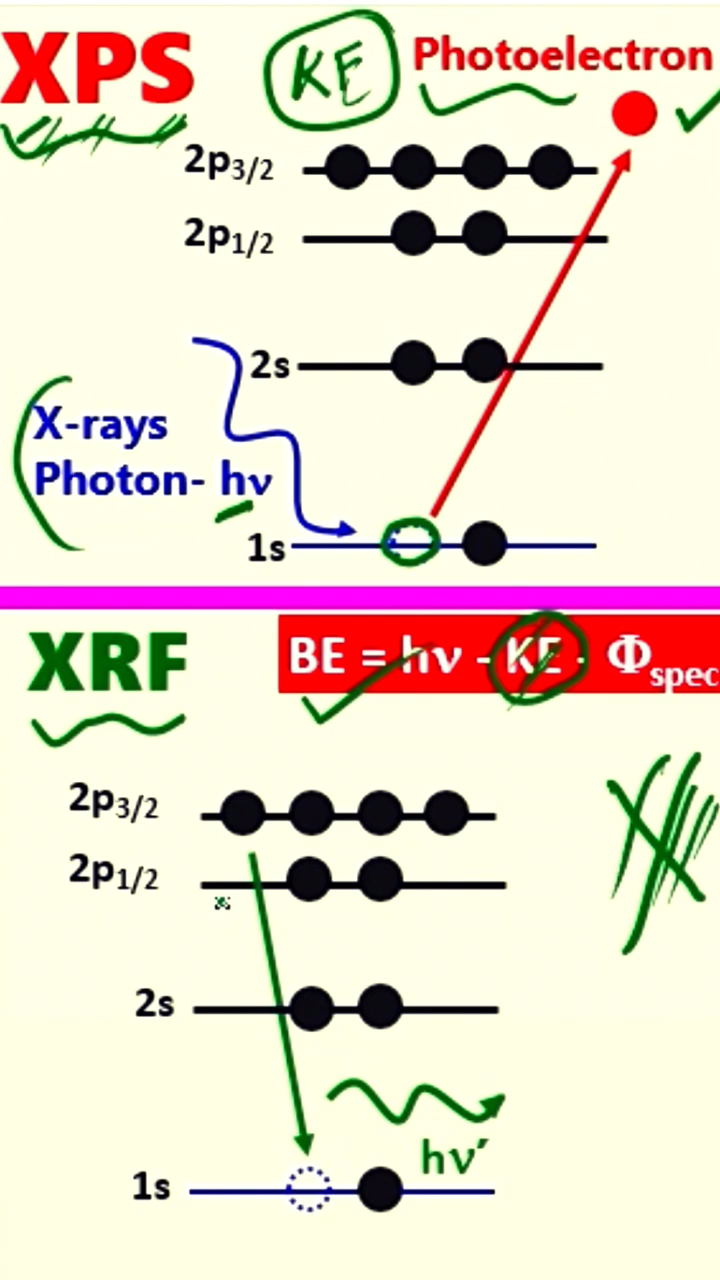 XPS KE Photoelectron
2p3/2
2p1/2
2s
X-rays
Photon- hν
1s
XRF BE = hν - KE - Φspec
2p3/2
2p1/2
2s
hν′
1s